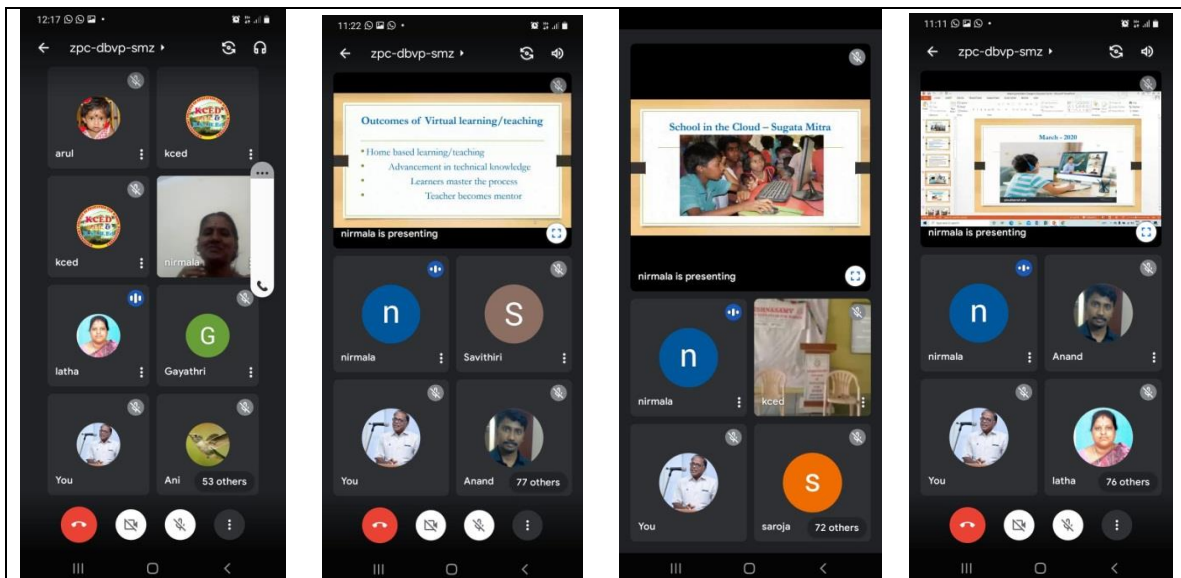 12:17
zpc-dbvp-smz
arul
kced
KCED
kced
KCED
nirmala
latha
G
Gayathri
You
Ani
53 others
11:22
zpc-dbvp-smz
Outcomes of Virtual learning/teaching
• Home based learning/teaching
• Advancement in technical knowledge
• Learners master the process
• Teacher becomes mentor
nirmala is presenting
n
nirmala
S
Savithiri
You
Anand
77 others
School in the Cloud – Sugata Mitra
nirmala is presenting
n
nirmala
kced
You
s
saroja
72 others
11:11
zpc-dbvp-smz
March - 2020
nirmala is presenting
n
nirmala
Anand
You
latha
76 others